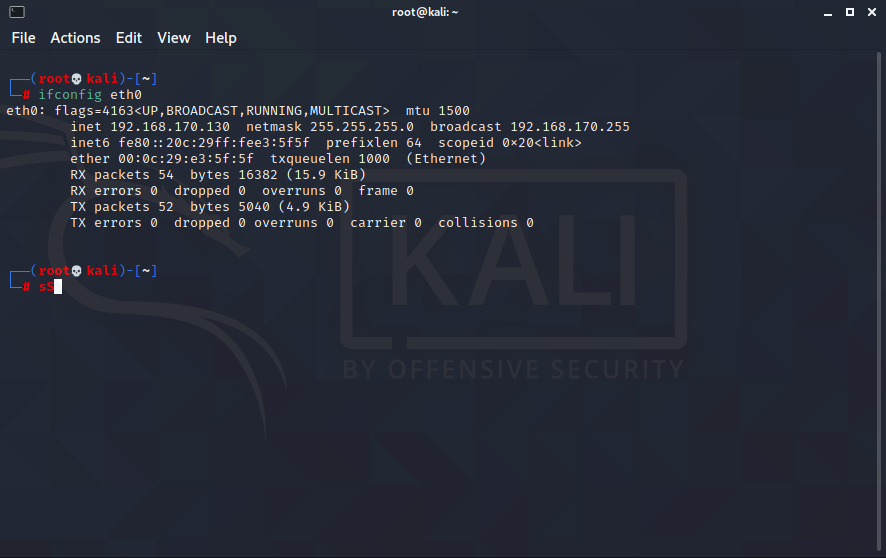 root@kali: ~
File Actions Edit View Help
┌──(root💀kali)-[~]
└─# ifconfig eth0
eth0: flags=4163<UP,BROADCAST,RUNNING,MULTICAST>  mtu 1500
        inet 192.168.170.130  netmask 255.255.255.0  broadcast 192.168.170.255
        inet6 fe80::20c:29ff:fee3:5f5f  prefixlen 64  scopeid 0×20<link>
        ether 00:0c:29:e3:5f:5f  txqueuelen 1000  (Ethernet)
        RX packets 54  bytes 16382 (15.9 KiB)
        RX errors 0  dropped 0  overruns 0  frame 0
        TX packets 52  bytes 5040 (4.9 KiB)
        TX errors 0  dropped 0 overruns 0  carrier 0  collisions 0
┌──(root💀kali)-[~]
└─# sS
KALI
BY OFFENSIVE SECURITY